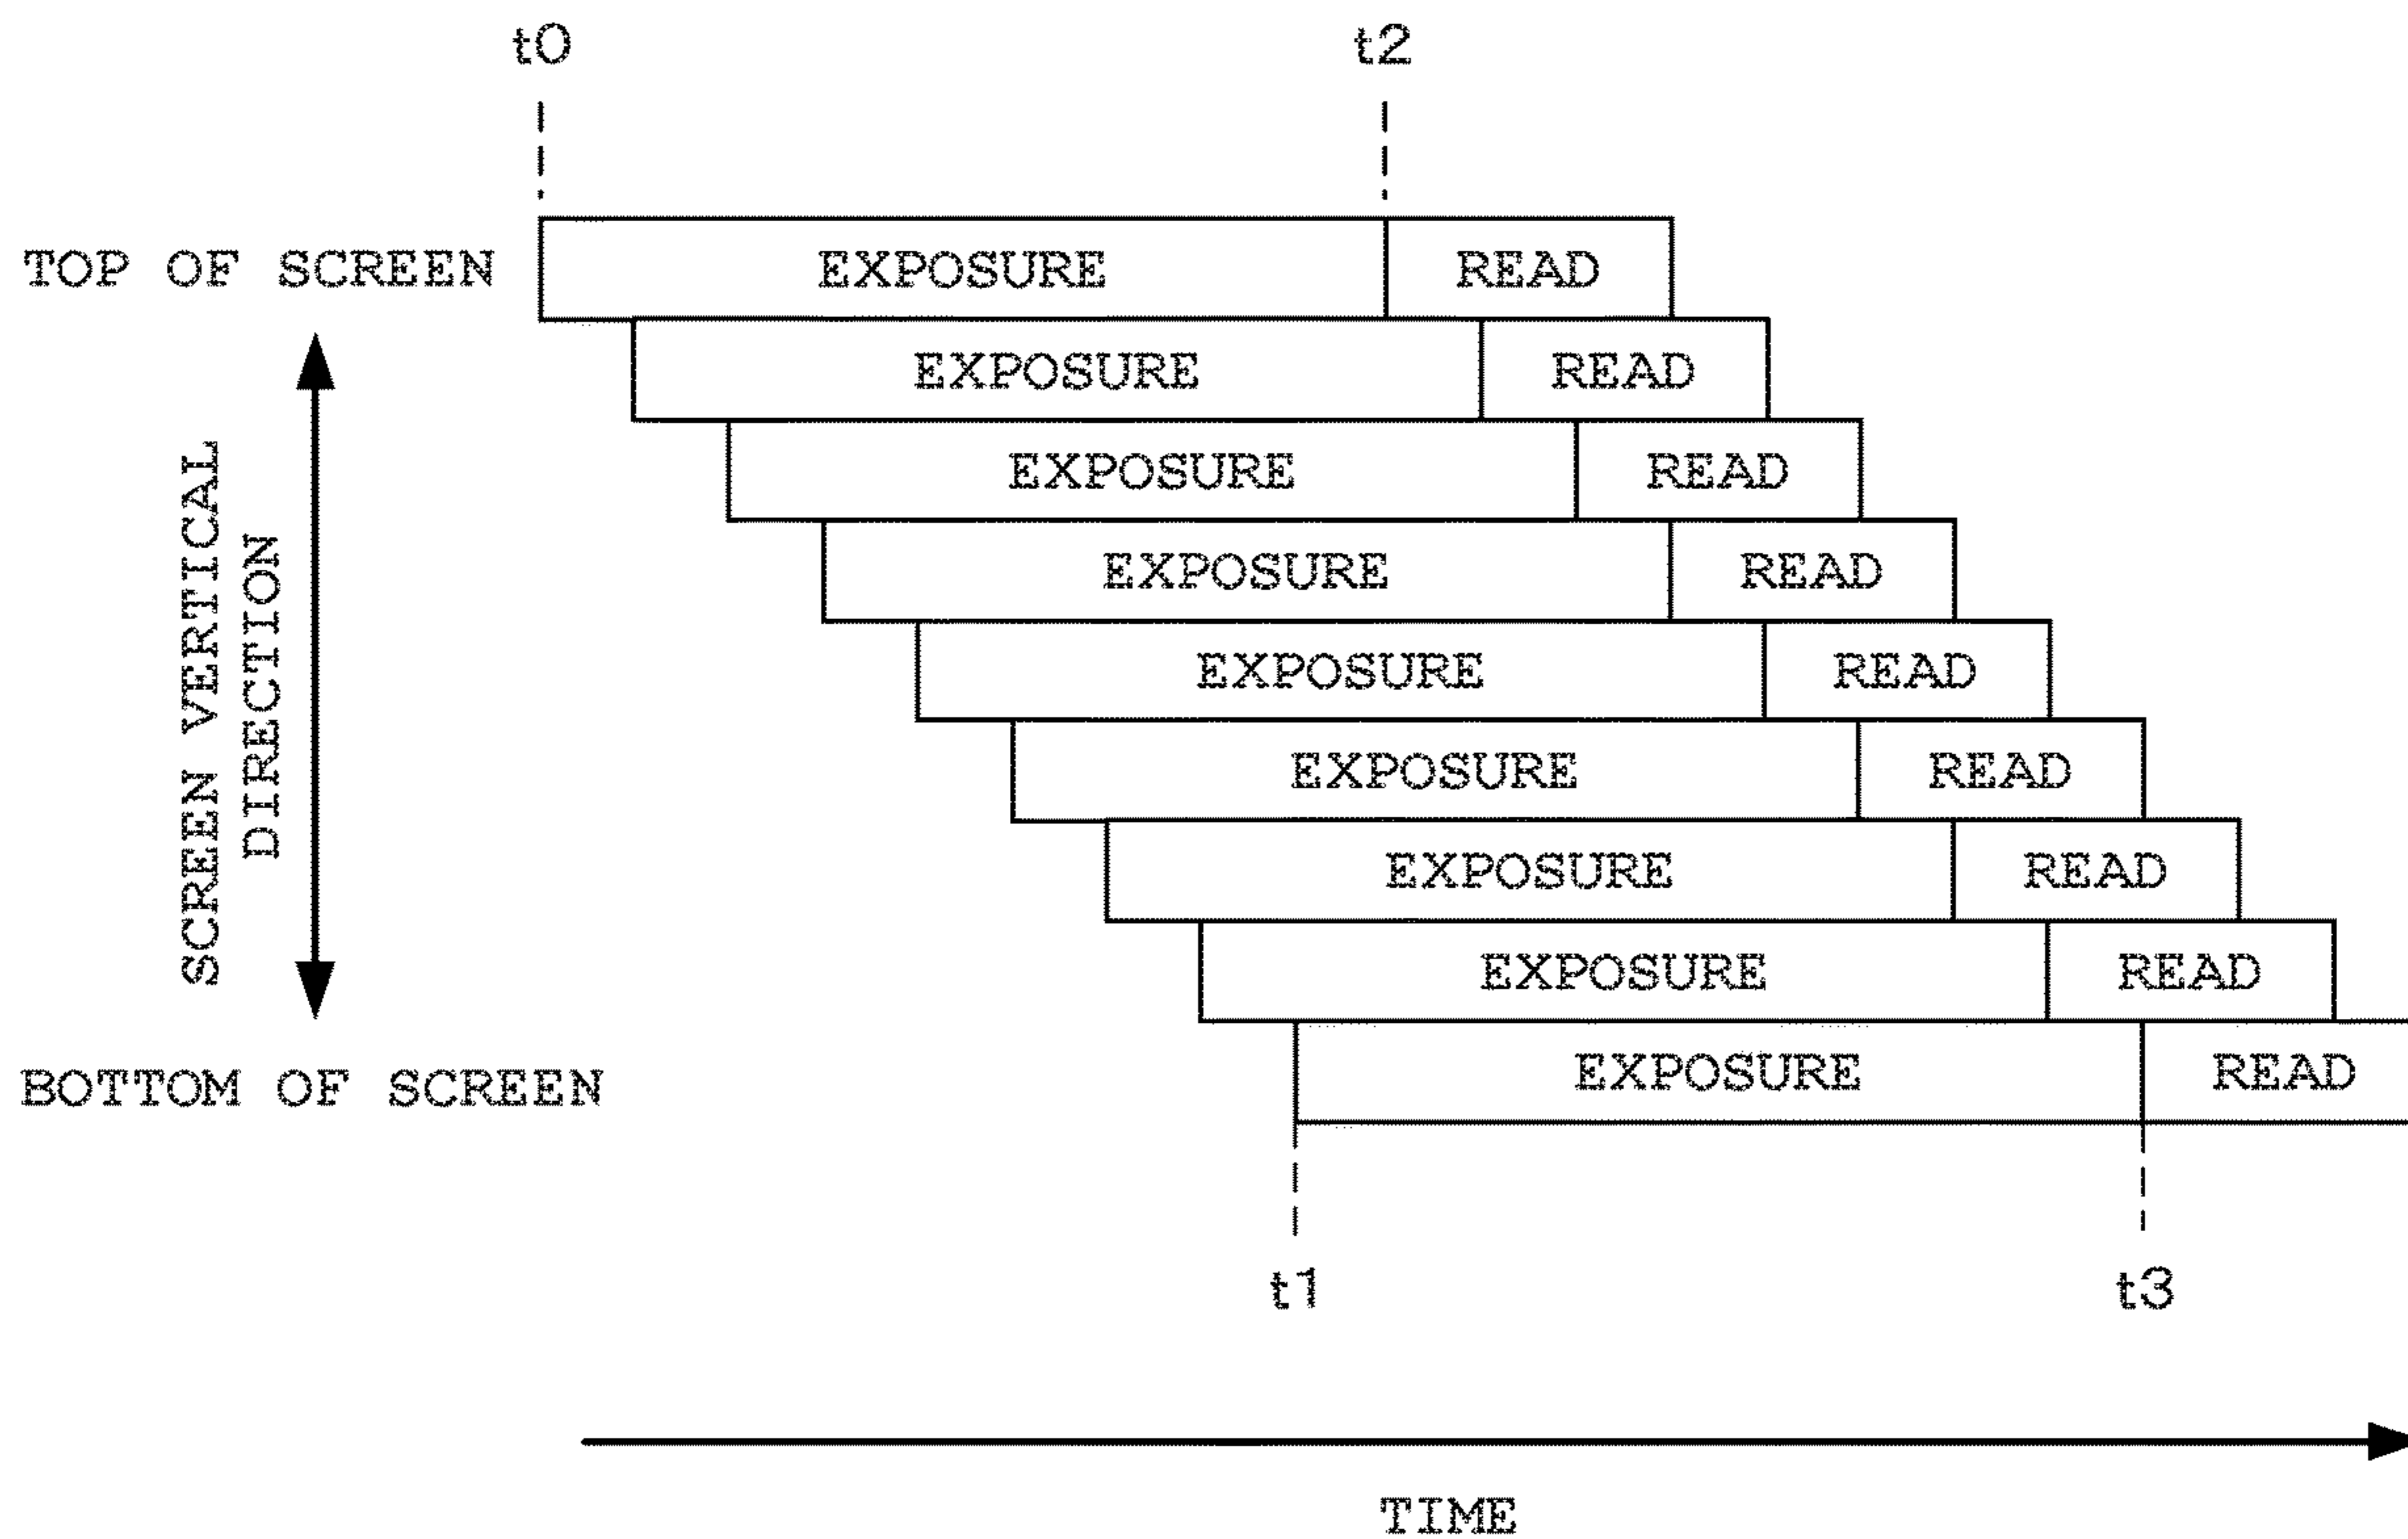 t0 t2
TOP OF SCREEN EXPOSURE READ
EXPOSURE READ
EXPOSURE READ
EXPOSURE READ
EXPOSURE READ
EXPOSURE READ
EXPOSURE READ
EXPOSURE READ
BOTTOM OF SCREEN EXPOSURE READ
SCREEN VERTICAL
DIRECTION
t1 t3
TIME